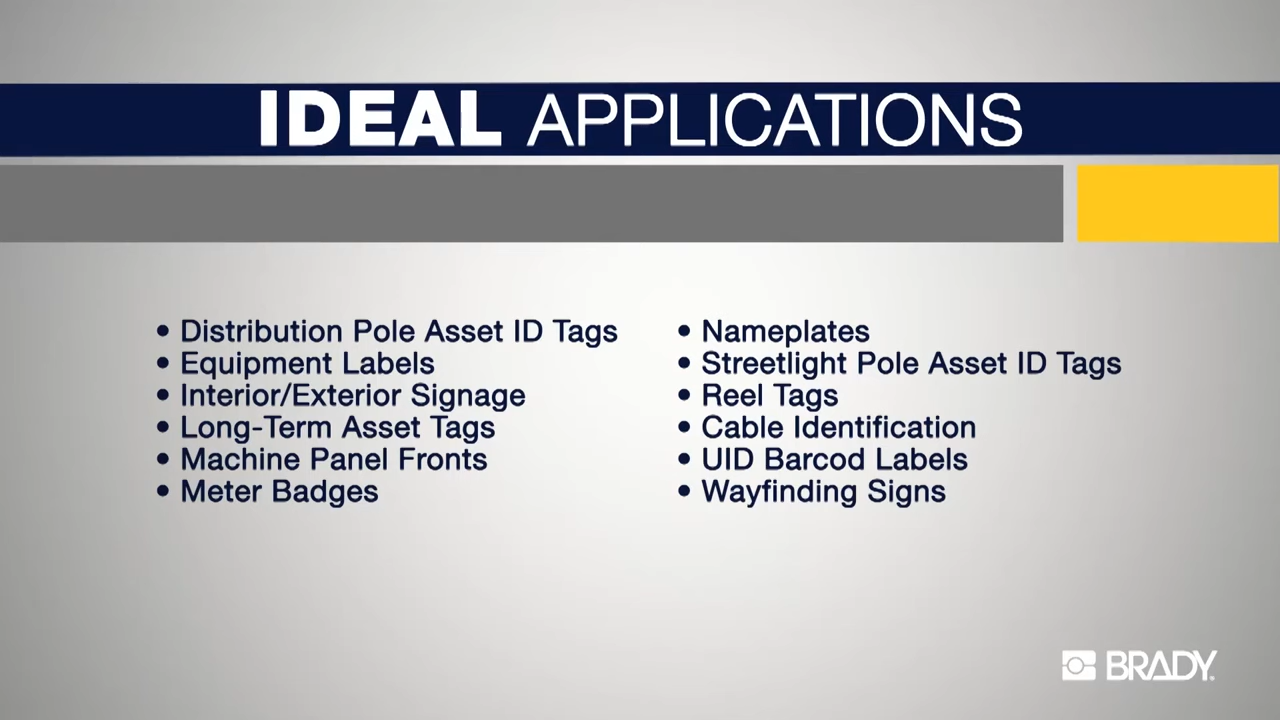 IDEAL APPLICATIONS
• Distribution Pole Asset ID Tags
• Equipment Labels
• Interior/Exterior Signage
• Long-Term Asset Tags
• Machine Panel Fronts
• Meter Badges
• Nameplates
• Streetlight Pole Asset ID Tags
• Reel Tags
• Cable Identification
• UID Barcod Labels
• Wayfinding Signs
BRADY.